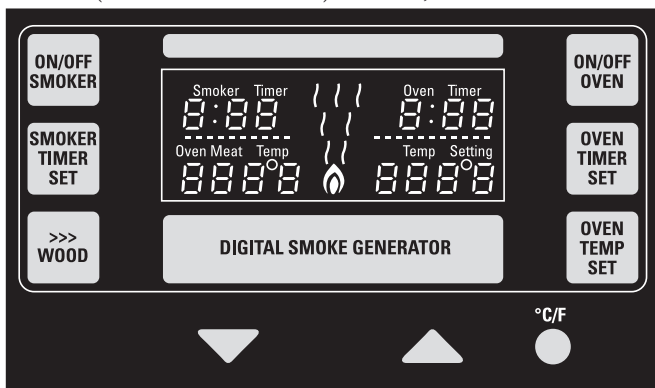 ON/OFF
SMOKER
SMOKER
TIMER
SET
>>>
WOOD
Smoker Timer
8:88
Oven Meat Temp
888°8
Oven Timer
8:88
Temp Setting
888°8
DIGITAL SMOKE GENERATOR
ON/OFF
OVEN
OVEN
TIMER
SET
OVEN
TEMP
SET
°C/F